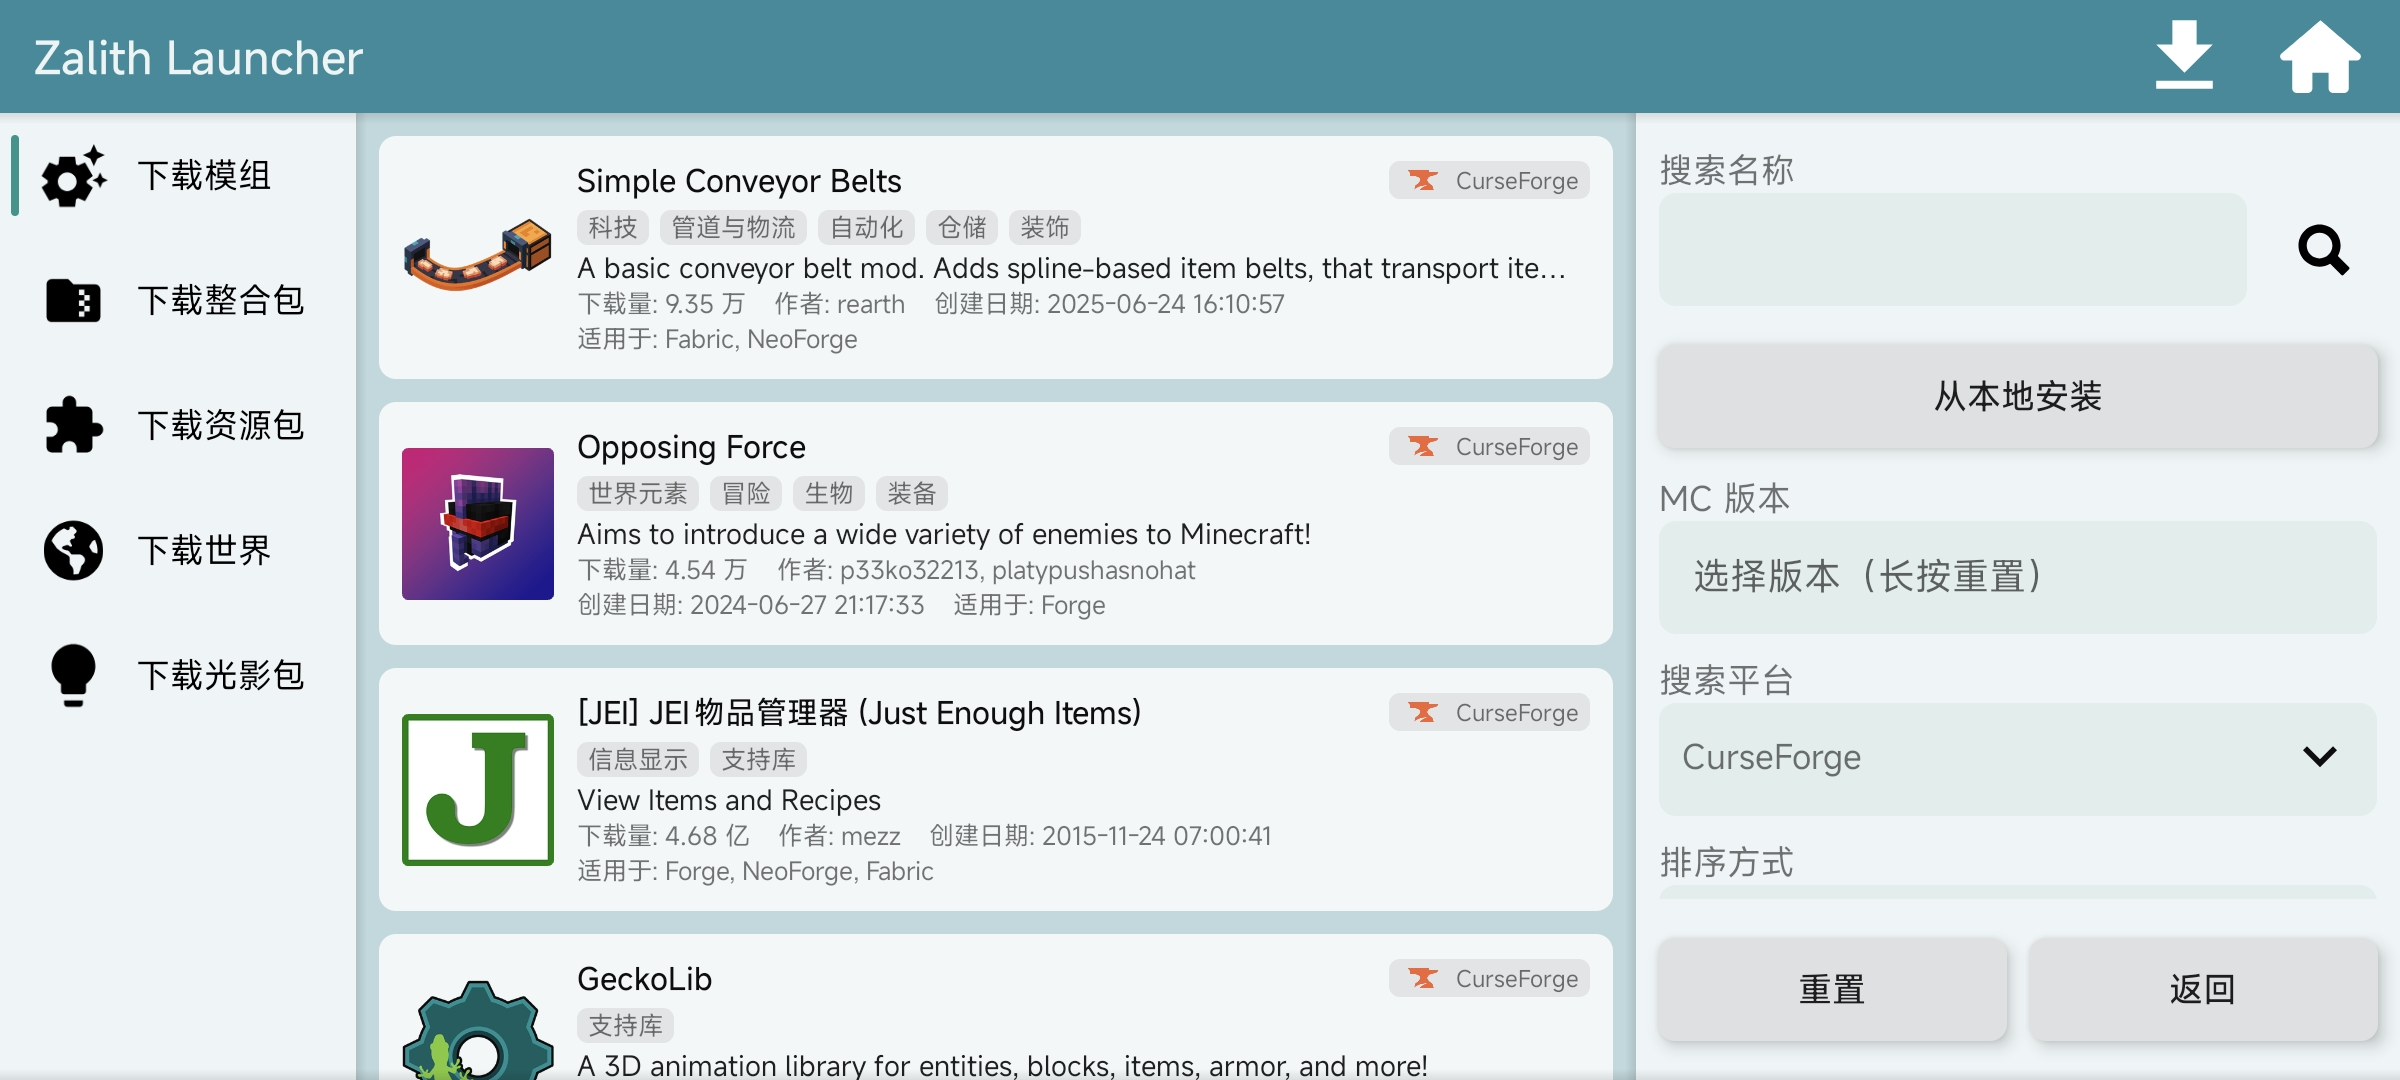 Zalith Launcher
下载模组
下载整合包
下载资源包
下载世界
下载光影包
Simple Conveyor Belts
CurseForge
科技 管道与物流 自动化 仓储 装饰
A basic conveyor belt mod. Adds spline-based item belts, that transport ite...
下载量: 9.35 万 作者: rearth 创建日期: 2025-06-24 16:10:57
适用于: Fabric, NeoForge
Opposing Force
CurseForge
世界元素 冒险 生物 装备
Aims to introduce a wide variety of enemies to Minecraft!
下载量: 4.54 万 作者: p33ko32213, platypushasnohat
创建日期: 2024-06-27 21:17:33 适用于: Forge
[JEI] JEI物品管理器 (Just Enough Items)
CurseForge
信息显示 支持库
View Items and Recipes
下载量: 4.68 亿 作者: mezz 创建日期: 2015-11-24 07:00:41
适用于: Forge, NeoForge, Fabric
GeckoLib
CurseForge
支持库
A 3D animation library for entities, blocks, items, armor, and more!
搜索名称
从本地安装
MC 版本
选择版本（长按重置）
搜索平台
CurseForge
排序方式
重置
返回